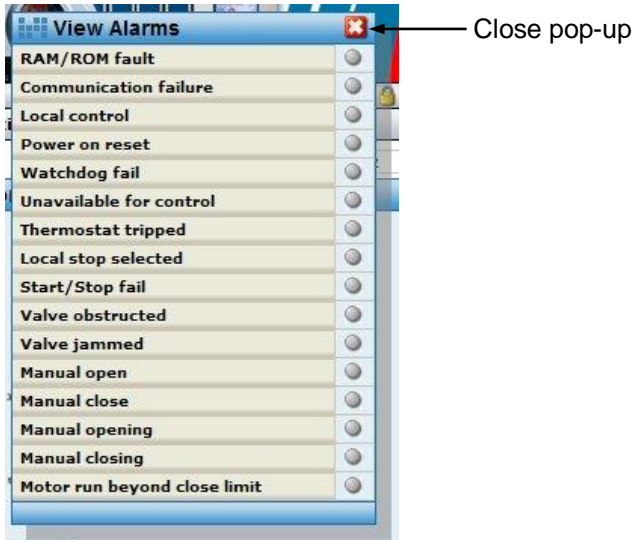 View Alarms
Close pop-up
RAM/ROM fault
Communication failure
Local control
Power on reset
Watchdog fail
Unavailable for control
Thermostat tripped
Local stop selected
Start/Stop fail
Valve obstructed
Valve jammed
Manual open
Manual close
Manual opening
Manual closing
Motor run beyond close limit